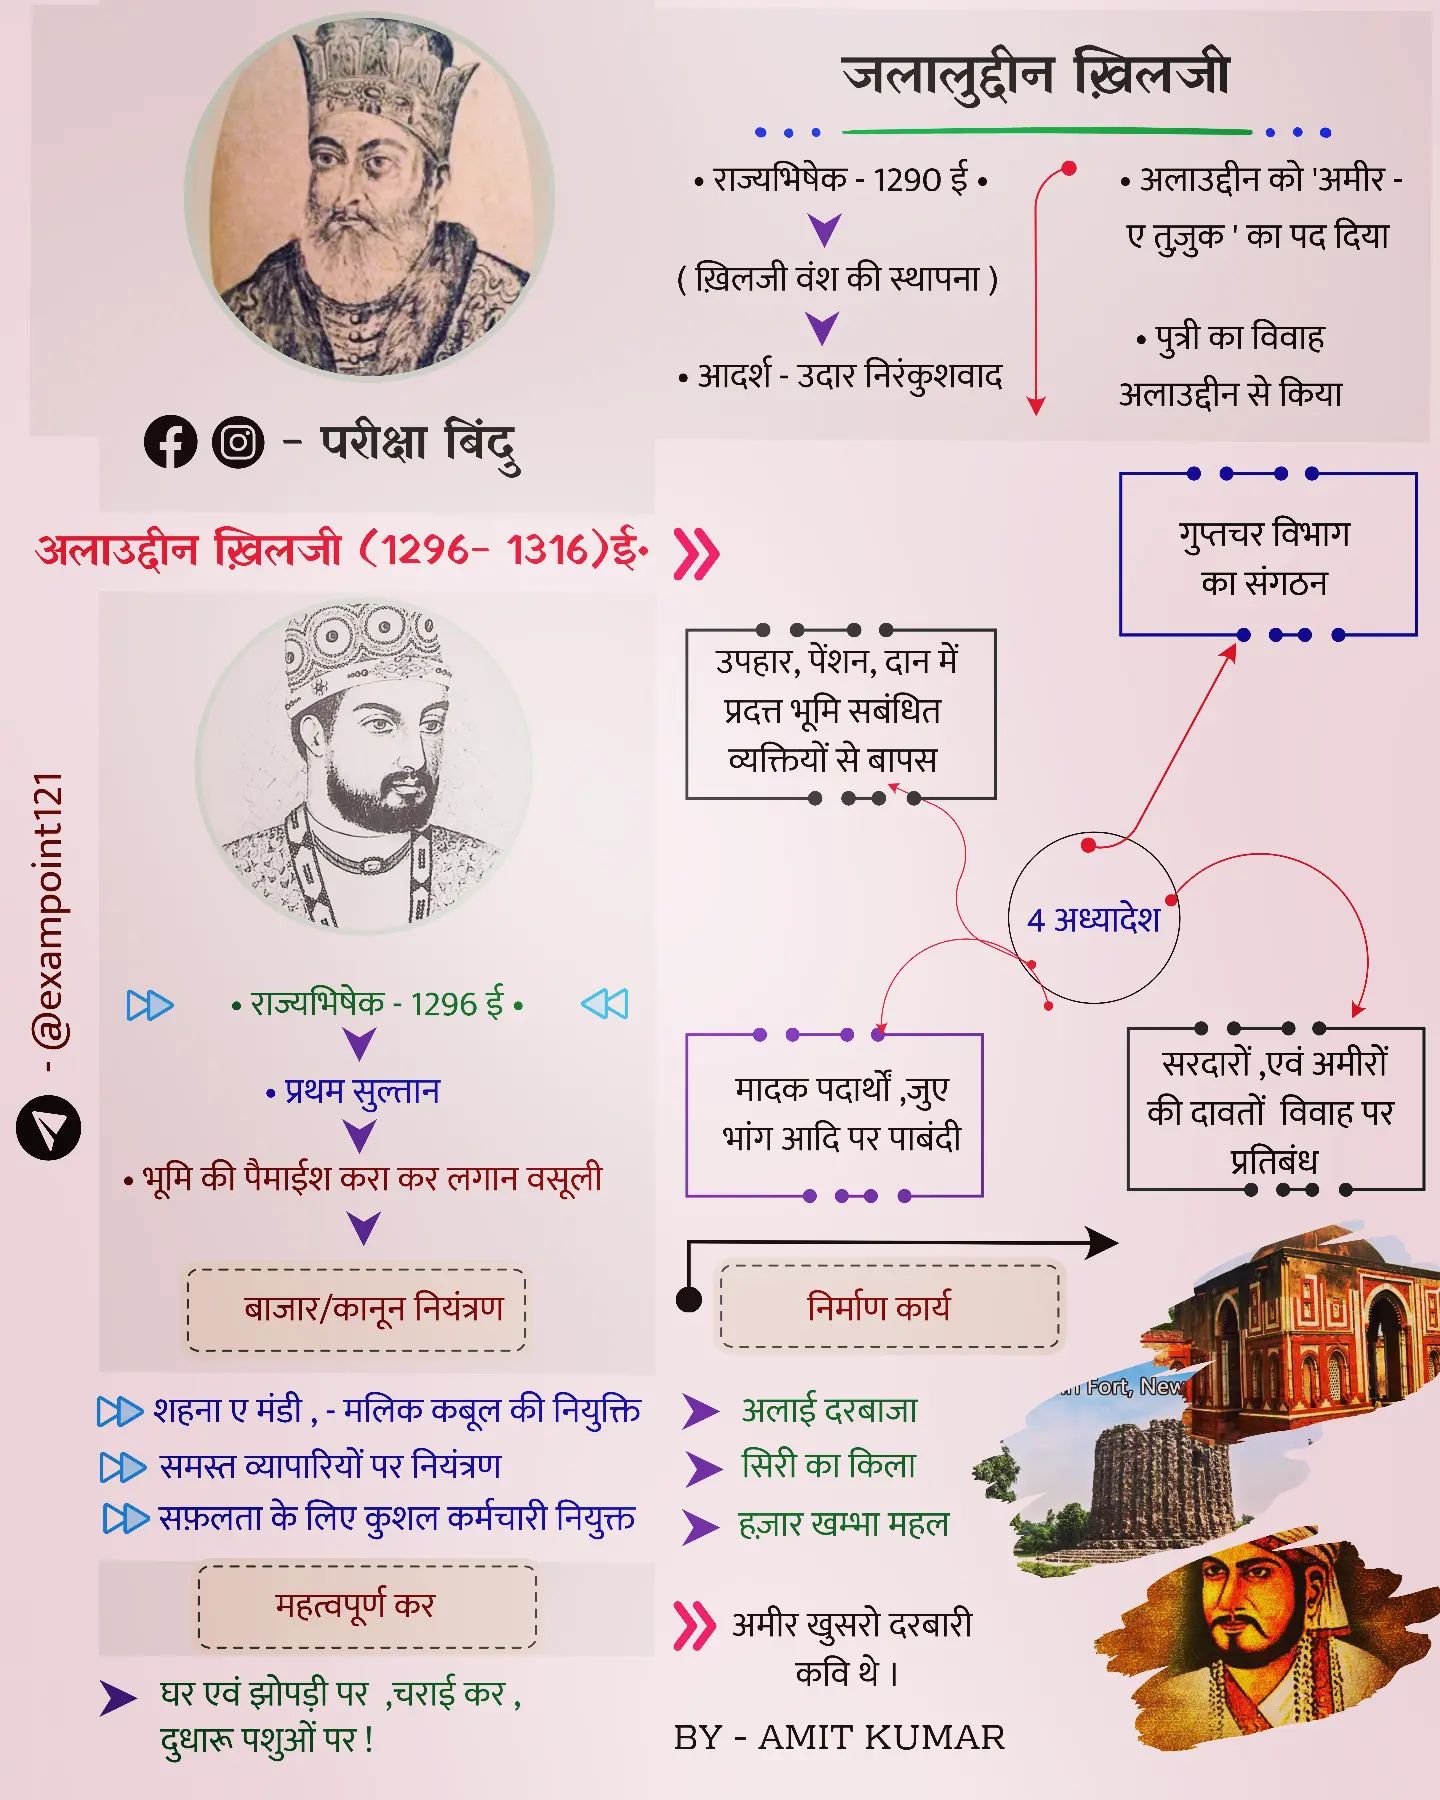 जलालुद्दीन ख़िलजी
• राज्यभिषेक - 1290 ई •
( ख़िलजी वंश की स्थापना )
• आदर्श - उदार निरंकुशवाद
• अलाउद्दीन को 'अमीर -
ए तुज़ुक ' का पद दिया
• पुत्री का विवाह
अलाउद्दीन से किया
- परीक्षा बिंदु
अलाउद्दीन ख़िलजी (1296- 1316)ई•
- @exampoint121
• राज्यभिषेक - 1296 ई •
• प्रथम सुल्तान
• भूमि की पैमाईश करा कर लगान वसूली
बाजार/कानून नियंत्रण
शहना ए मंडी , - मलिक कबूल की नियुक्ति
समस्त व्यापारियों पर नियंत्रण
सफ़लता के लिए कुशल कर्मचारी नियुक्त
महत्वपूर्ण कर
घर एवं झोपड़ी पर ,चराई कर ,
दुधारू पशुओं पर !
गुप्तचर विभाग
का संगठन
उपहार, पेंशन, दान में
प्रदत्त भूमि सबंधित
व्यक्तियों से बापस
4 अध्यादेश
मादक पदार्थों ,जुए
भांग आदि पर पाबंदी
सरदारों ,एवं अमीरों
की दावतों विवाह पर
प्रतिबंध
निर्माण कार्य
अलाई दरबाजा
सिरी का किला
हज़ार खम्भा महल
Fort, New
अमीर खुसरो दरबारी
कवि थे ।
BY - AMIT KUMAR